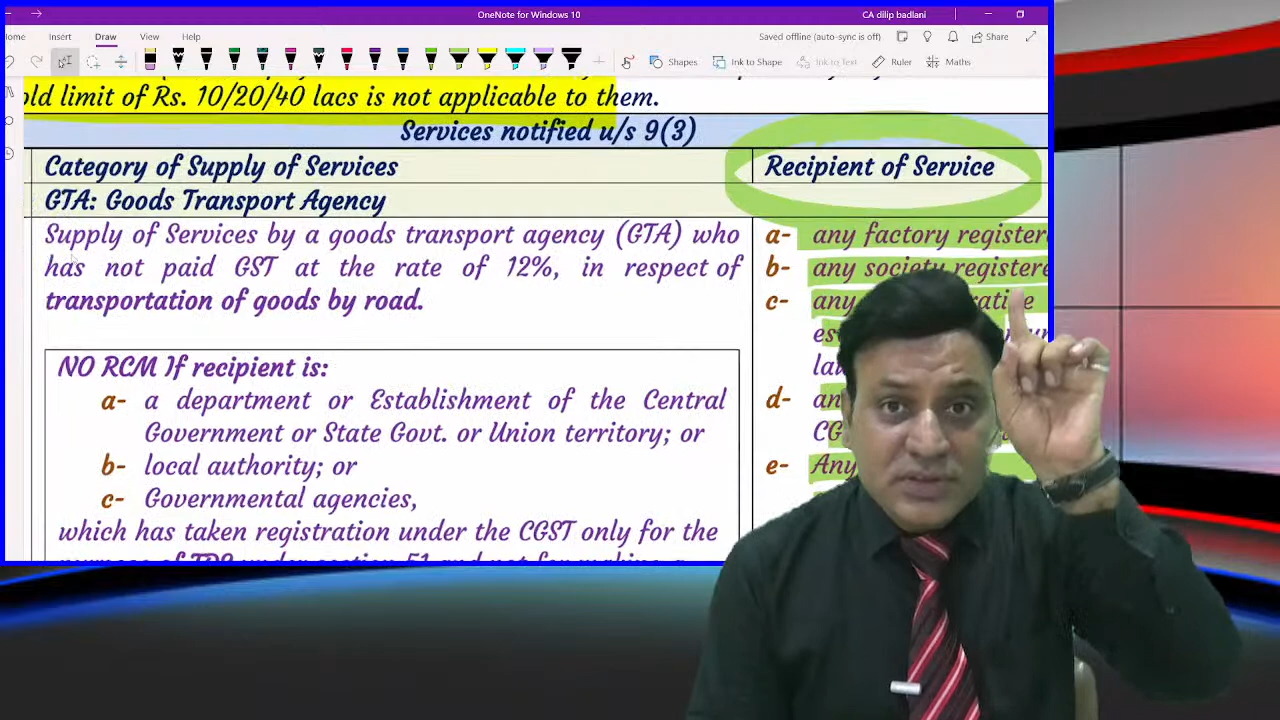 OneNote for Windows 10
CA dilip badlani
Insert
Draw
View
Help
Saved offline (auto-sync is off)
Share
Shapes
Ink to Shape
Ink to Text
Ruler
Maths
limit of Rs. 10/20/40 lacs is not applicable to them.
Services notified u/s 9(3)
Category of Supply of Services
Recipient of Service
GTA: Goods Transport Agency
Supply of Services by a goods transport agency (GTA) who
has not paid GST at the rate of 12%, in respect of
transportation of goods by road.
a- any factory
b- any society
c- any
d-
e- Any
NO RCM If recipient is:
a- a department or Establishment of the Central
Government or State Govt. or Union territory; or
b- local authority; or
c- Governmental agencies,
which has taken registration under the CGST only for the